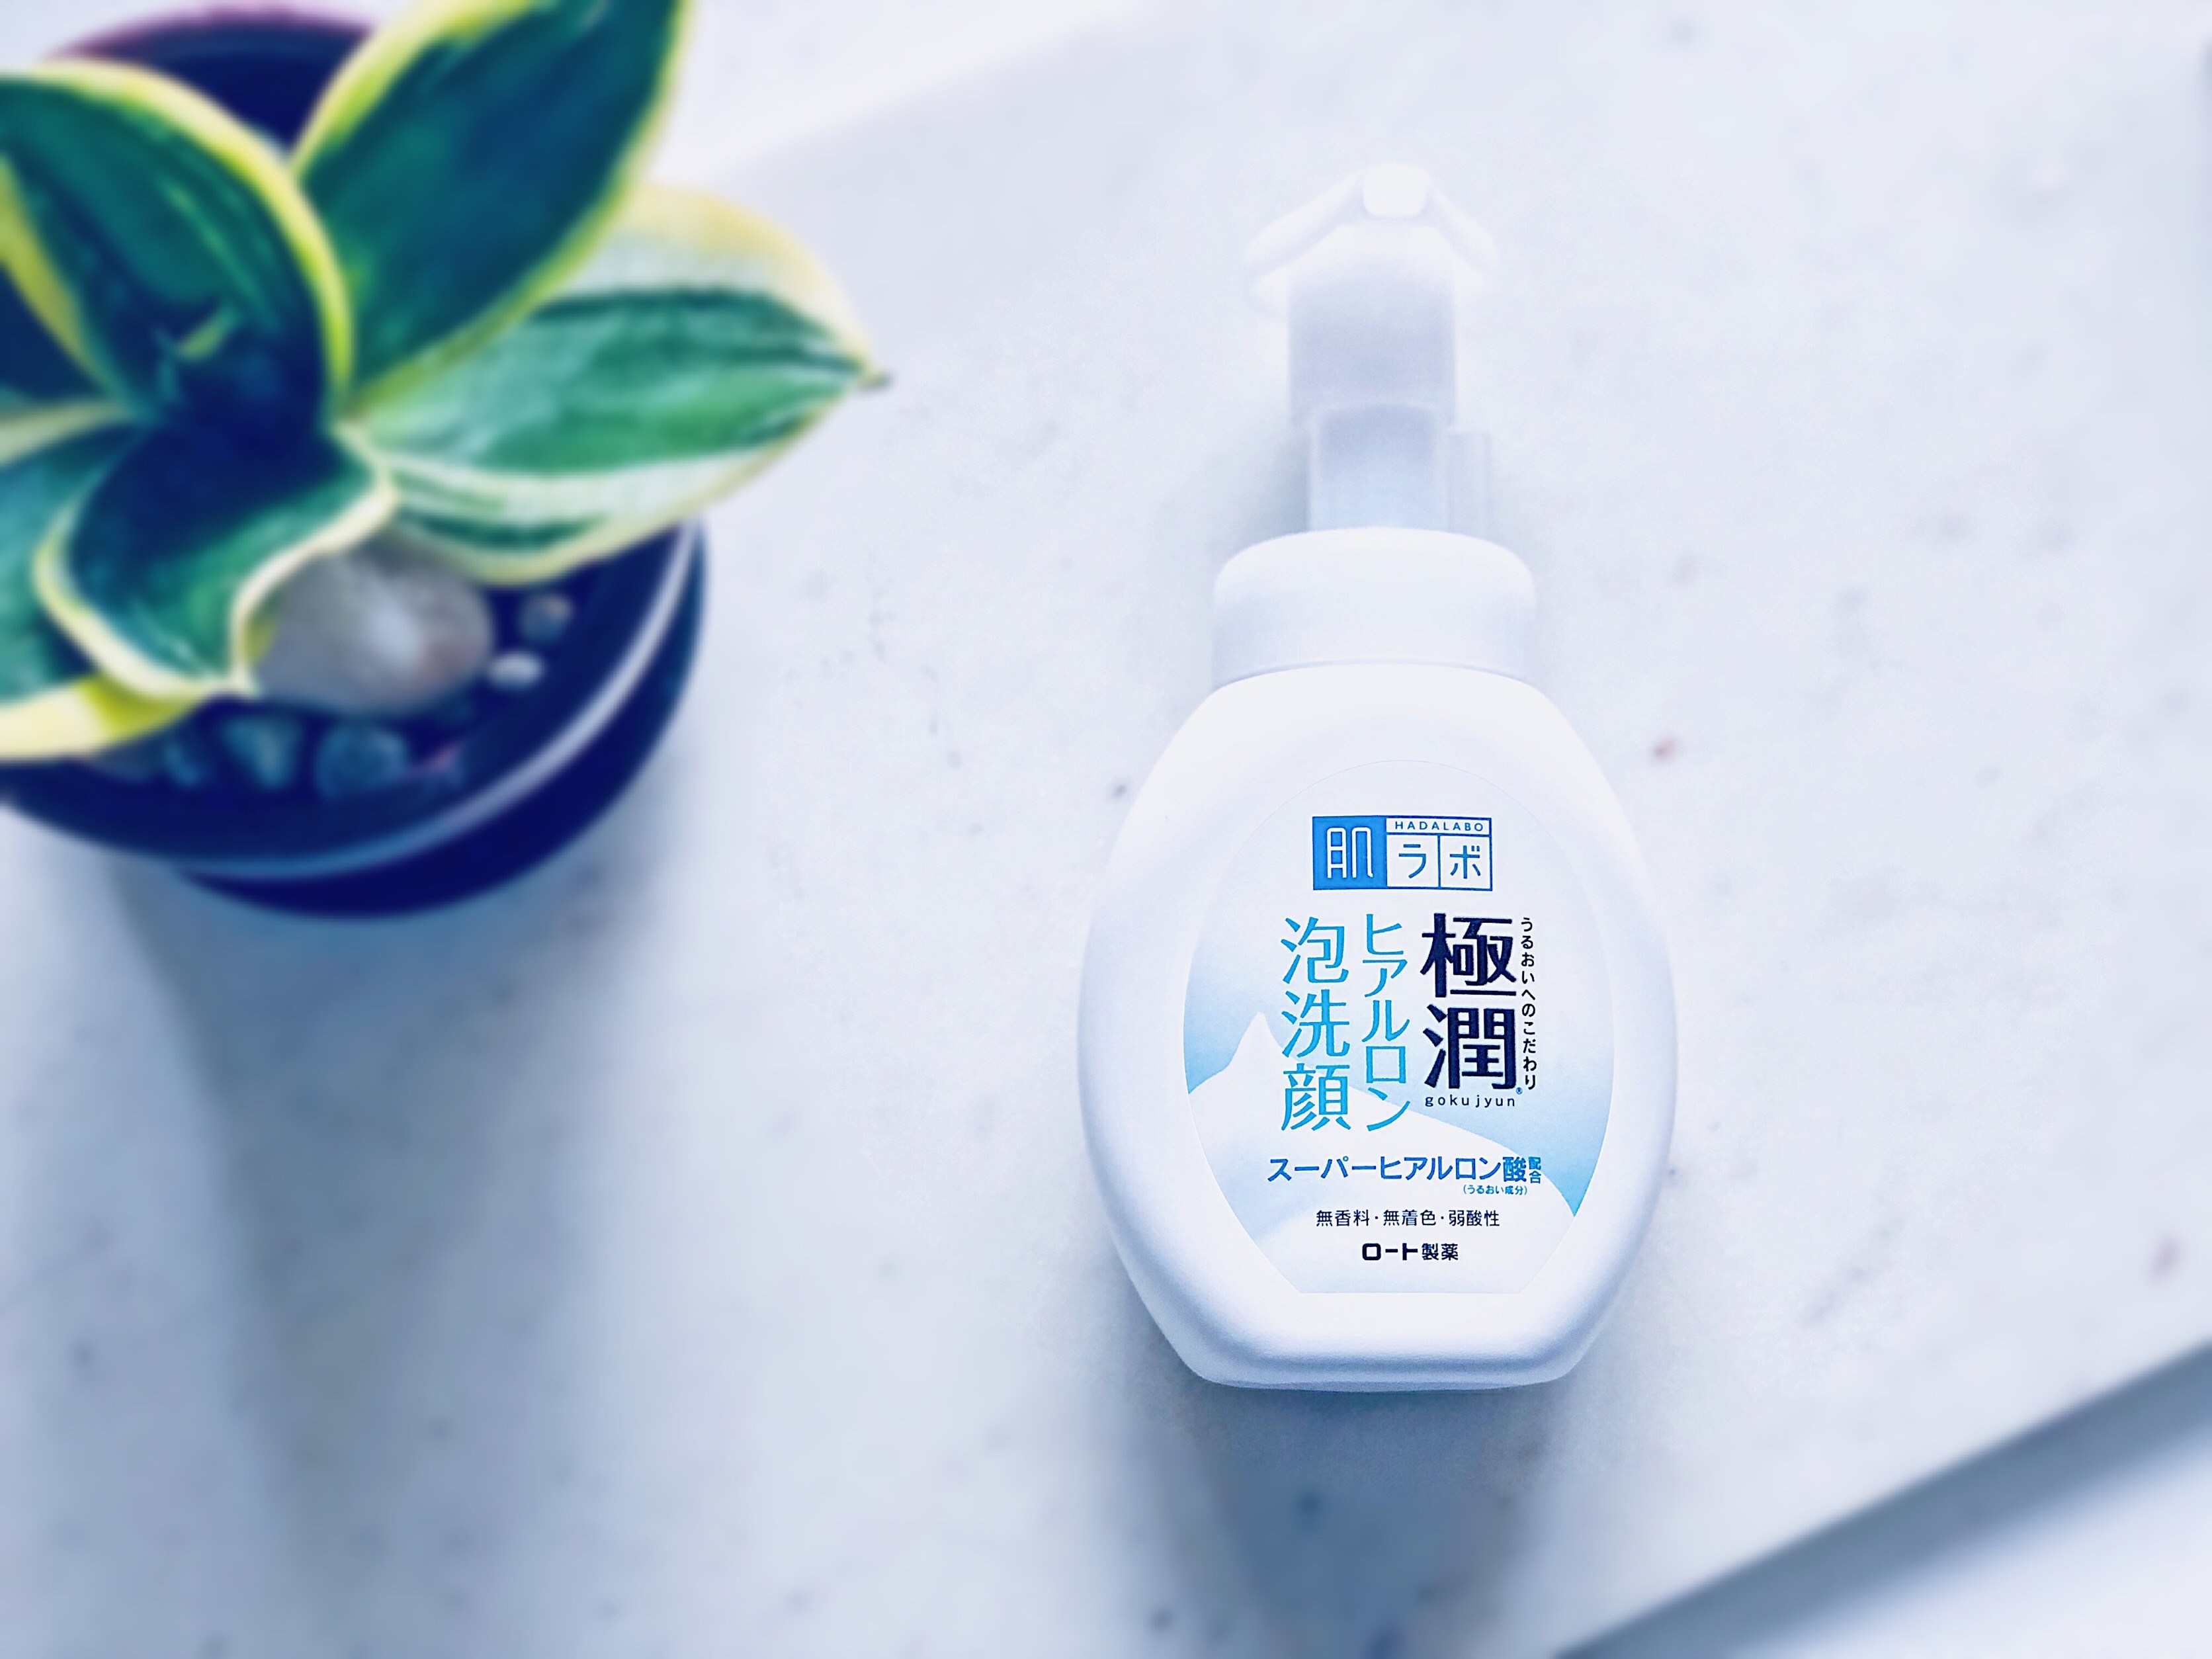 肌ラボ
HADALABO
うるおいへのこだわり
極潤®
gokujyun
ヒアルロン
泡洗顔
スーパーヒアルロン酸配合
(うるおい成分)
無香料・無着色・弱酸性
ロート製薬